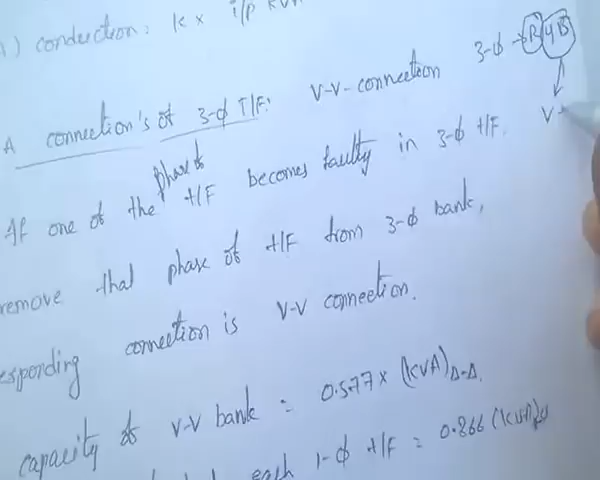 1) conduction: K x i/p KVA
A connection's of 3-ϕ T/F: V-V-connection 3-ϕ → R Y B
V -
If one of the phase of t/F becomes faulty in 3-ϕ t/F.
remove that phase of t/F from 3-ϕ bank,
esponding connection is V-V connection.
capacity of V-V bank = 0.577 x (KVA)Δ-Δ.
each 1-ϕ t/F = 0.866 (KVA)